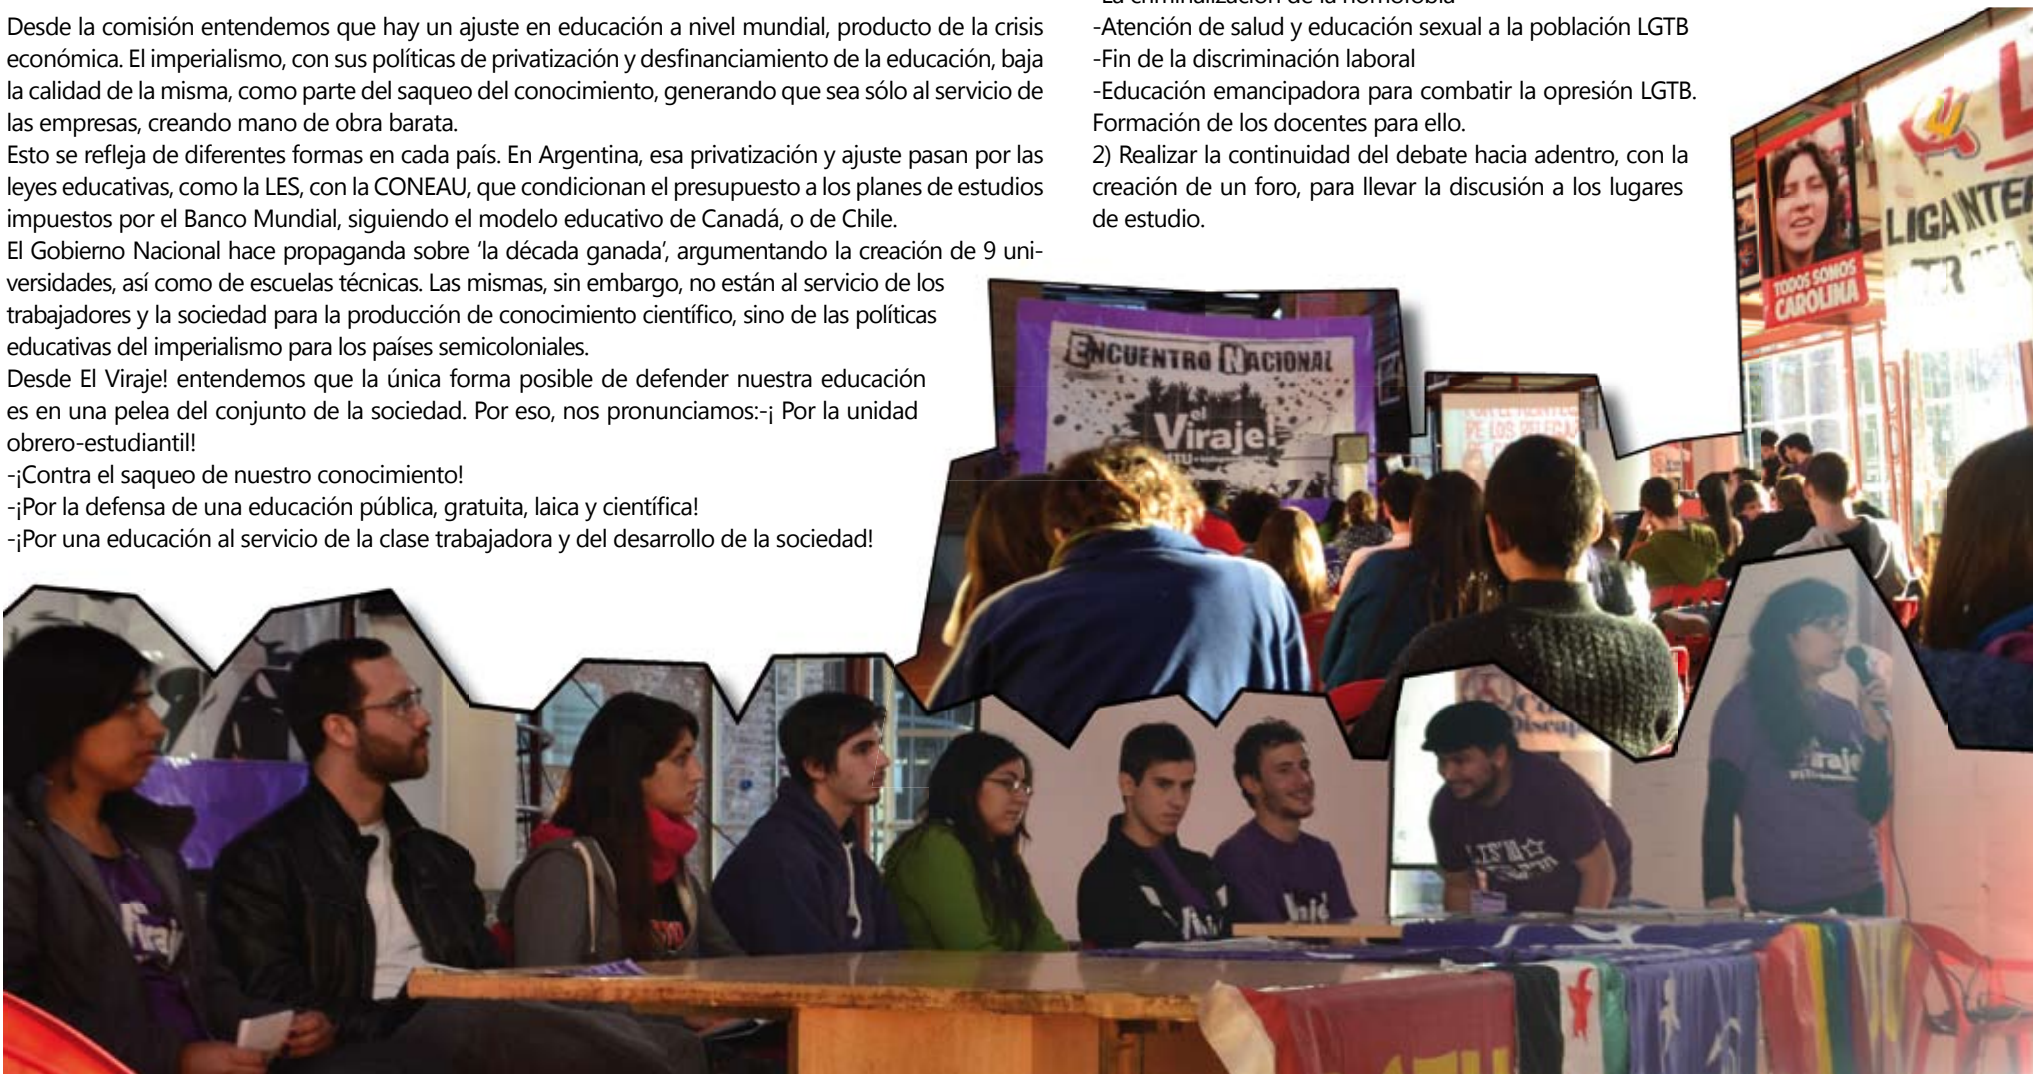 Desde la comisión entendemos que hay un ajuste en educación a nivel mundial, producto de la crisis
económica. El imperialismo, con sus políticas de privatización y desfinanciamiento de la educación, baja
la calidad de la misma, como parte del saqueo del conocimiento, generando que sea sólo al servicio de
las empresas, creando mano de obra barata.
Esto se refleja de diferentes formas en cada país. En Argentina, esa privatización y ajuste pasan por las
leyes educativas, como la LES, con la CONEAU, que condicionan el presupuesto a los planes de estudios
impuestos por el Banco Mundial, siguiendo el modelo educativo de Canadá, o de Chile.
El Gobierno Nacional hace propaganda sobre ‘la década ganada’, argumentando la creación de 9 uni-
versidades, así como de escuelas técnicas. Las mismas, sin embargo, no están al servicio de los
trabajadores y la sociedad para la producción de conocimiento científico, sino de las políticas
educativas del imperialismo para los países semicoloniales.
Desde El Viraje! entendemos que la única forma posible de defender nuestra educación
es en una pelea del conjunto de la sociedad. Por eso, nos pronunciamos:-¡ Por la unidad
obrero-estudiantil!
-¡Contra el saqueo de nuestro conocimiento!
-¡Por la defensa de una educación pública, gratuita, laica y científica!
-¡Por una educación al servicio de la clase trabajadora y del desarrollo de la sociedad!
-La criminalización de la homofobia
-Atención de salud y educación sexual a la población LGTB
-Fin de la discriminación laboral
-Educación emancipadora para combatir la opresión LGTB.
Formación de los docentes para ello.
2) Realizar la continuidad del debate hacia adentro, con la
creación de un foro, para llevar la discusión a los lugares
de estudio.
TODOS SOMOS
CAROLINA
LIGA INTE
ENCUENTRO NACIONAL
el
Viraje!
DE LOS
Viraje